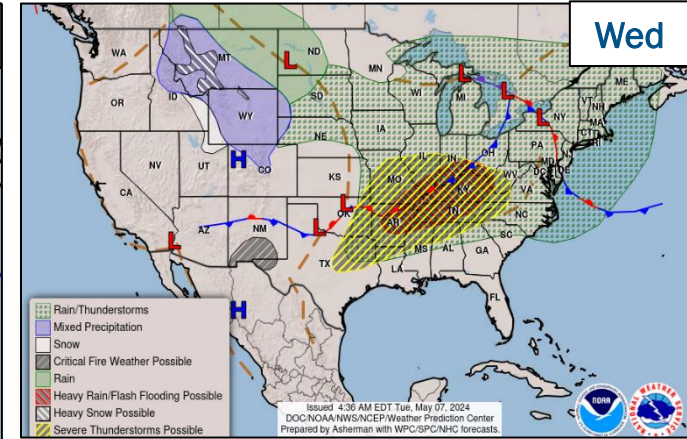 Wed
WA
MT
ND
MN
L
OR
ID
SD
WI
L
MI
L
ME
WY
L
NY
VT
NH
MA
CT
RI
NE
IA
PA
NV
UT
H
CO
IL
IN
OH
MD
DE
DC
WV
VA
KS
MO
KY
CA
L
OK
AZ
NM
L
AR
TN
NC
L
SC
TX
MS
AL
GA
LA
FL
H
Rain/Thunderstorms
Mixed Precipitation
Snow
Critical Fire Weather Possible
Rain
Heavy Rain/Flash Flooding Possible
Heavy Snow Possible
Severe Thunderstorms Possible
Issued 4:36 AM EDT Tue, May 07, 2024
DOC/NOAA/NWS/NCEP/Weather Prediction Center
Prepared by Asherman with WPC/SPC/NHC forecasts.
NOAA
NATIONAL WEATHER SERVICE